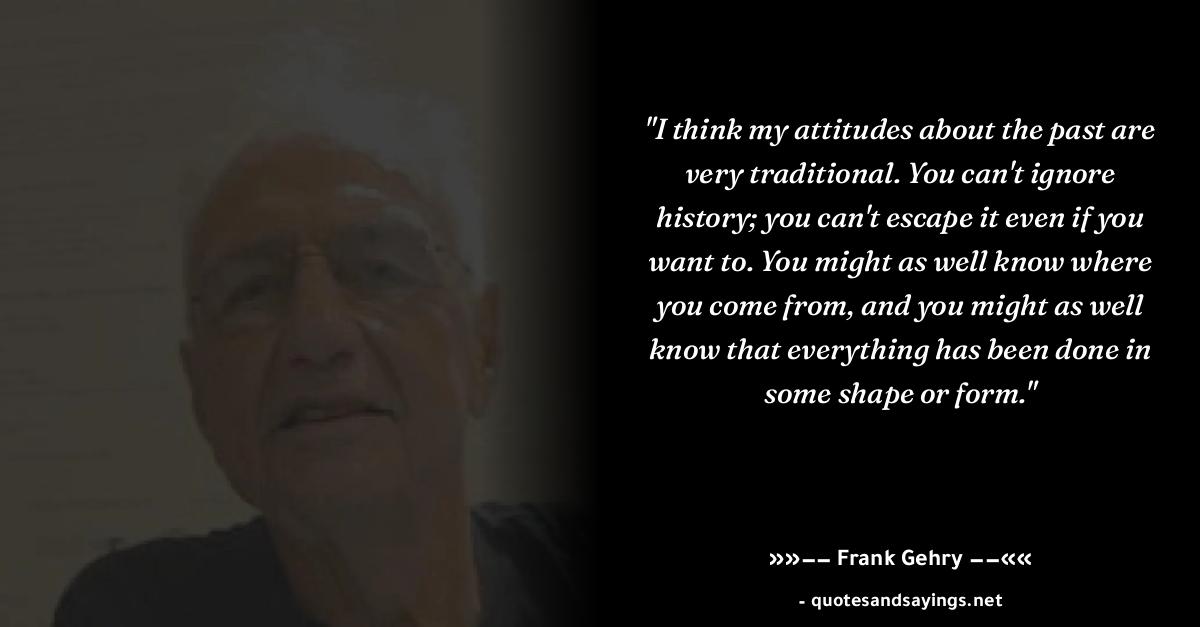 "I think my attitudes about the past are
very traditional. You can't ignore
history; you can't escape it even if you
want to. You might as well know where
you come from, and you might as well
know that everything has been done in
some shape or form."
»»−− Frank Gehry −−««
- quotesandsayings.net